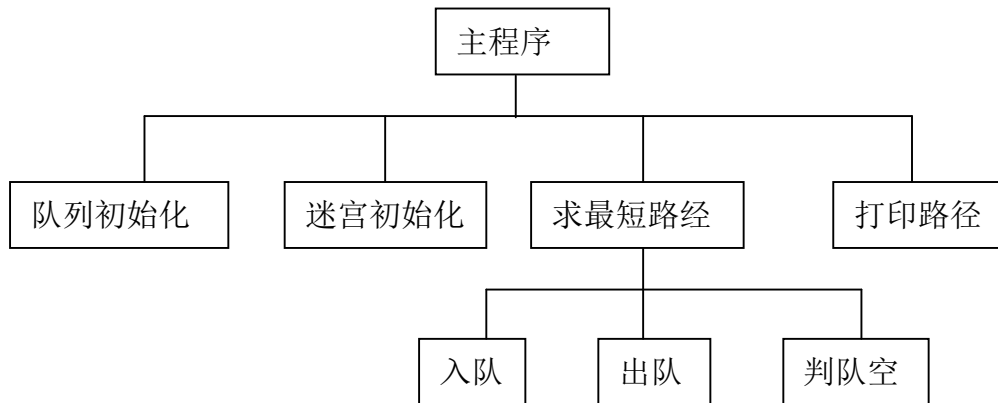 主程序
队列初始化
迷宫初始化
求最短路经
打印路径
入队
出队
判队空